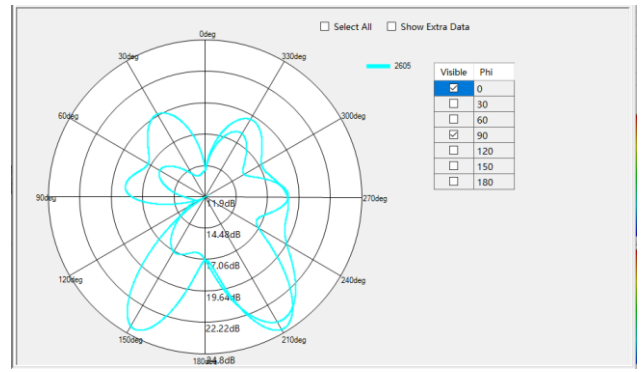 Select All Show Extra Data
0deg
30deg 330deg
2605
Visible Phi
0
30
60
90
120
150
180
60deg 300deg
90deg 270deg
11.9dB
14.48dB
17.06dB
120deg 240deg
19.64dB
22.22dB
150deg 210deg
180deg 24.8dB